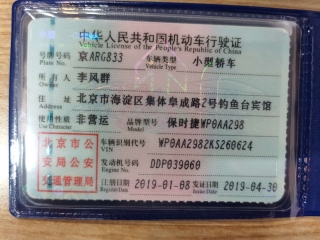 中华人民共和国机动车行驶证
Vehicle License of the People's Republic of China
号牌号码 京ARG833 车辆类型 小型轿车
Plate No. Vehicle Type
所有人 李风群
Owner
住址 北京市海淀区集体阜成路2号钓鱼台宾馆
Address
使用性质 非营运 品牌型号 保时捷WP0AA298
Use Character Model
北京市公 车辆识别代号 WP0AA2982KS260624
VIN
安局公安 发动机号码 DDP039060
Engine No.
交通管理局 注册日期 2019-01-08 发证日期 2019-04-30
Register Date Issue Date